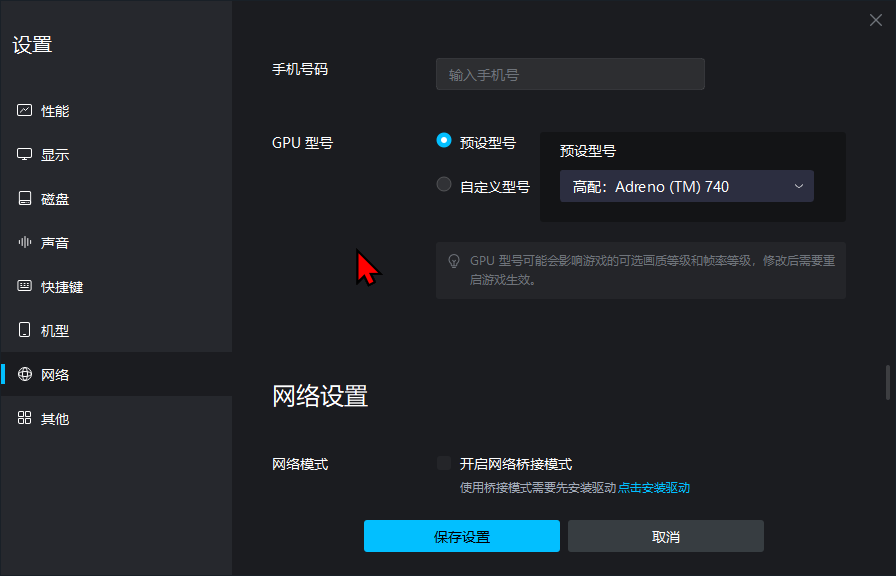 设置
性能
显示
磁盘
声音
快捷键
机型
网络
其他
手机号码
输入手机号
GPU 型号
预设型号
自定义型号
预设型号
高配：Adreno (TM) 740
GPU 型号可能会影响游戏的可选画质等级和帧率等级，修改后需要重
启游戏生效。
网络设置
网络模式
开启网络桥接模式
使用桥接模式需要先安装驱动 点击安装驱动
保存设置
取消